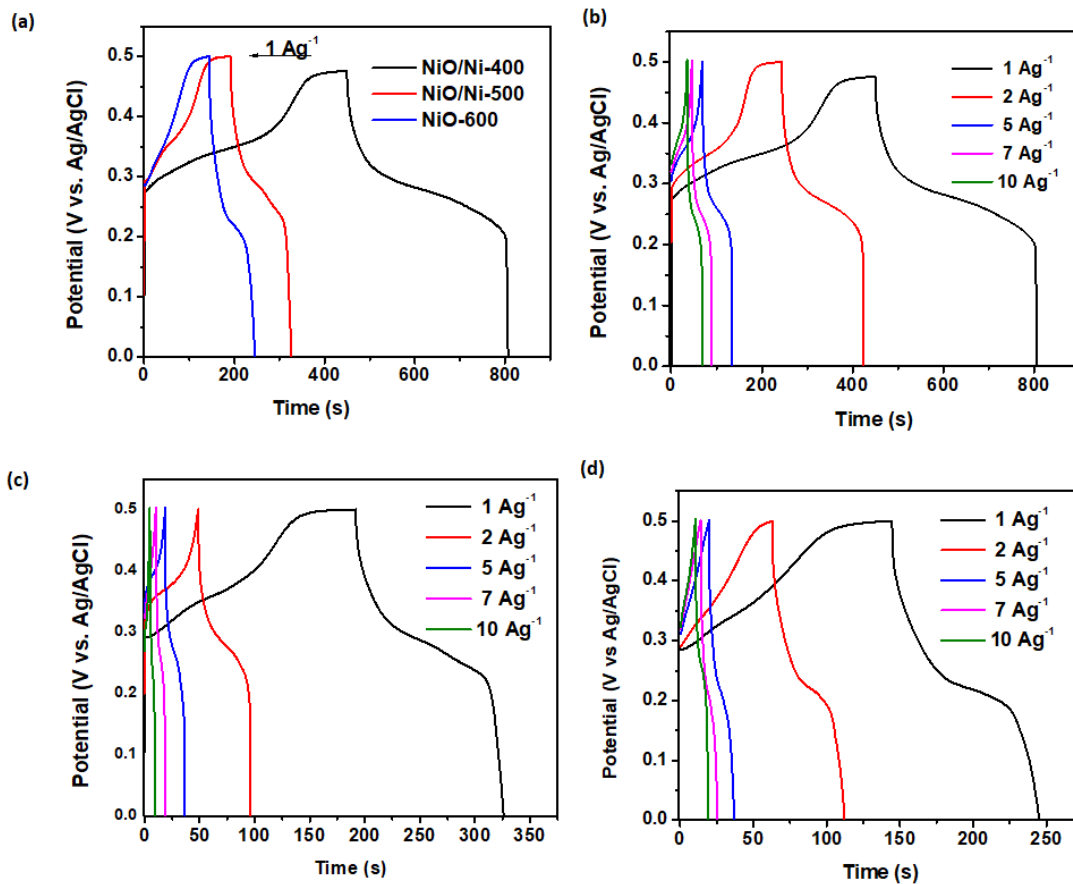 (a)
1 Ag⁻¹
NiO/Ni-400
NiO/Ni-500
NiO-600
0.5
0.4
0.3
0.2
0.1
0.0
Potential (V vs. Ag/AgCl)
0
200
400
600
800
Time (s)
(b)
1 Ag⁻¹
2 Ag⁻¹
5 Ag⁻¹
7 Ag⁻¹
10 Ag⁻¹
0.5
0.4
0.3
0.2
0.1
0.0
Potential (V vs. Ag/AgCl)
0
200
400
600
800
Time (s)
(c)
1 Ag⁻¹
2 Ag⁻¹
5 Ag⁻¹
7 Ag⁻¹
10 Ag⁻¹
0.5
0.4
0.3
0.2
0.1
0.0
Potential (V vs. Ag/AgCl)
0
50
100
150
200
250
300
350
Time (s)
(d)
1 Ag⁻¹
2 Ag⁻¹
5 Ag⁻¹
7 Ag⁻¹
10 Ag⁻¹
0.5
0.4
0.3
0.2
0.1
0.0
Potential (V vs Ag/AgCl)
0
50
100
150
200
250
Time (s)